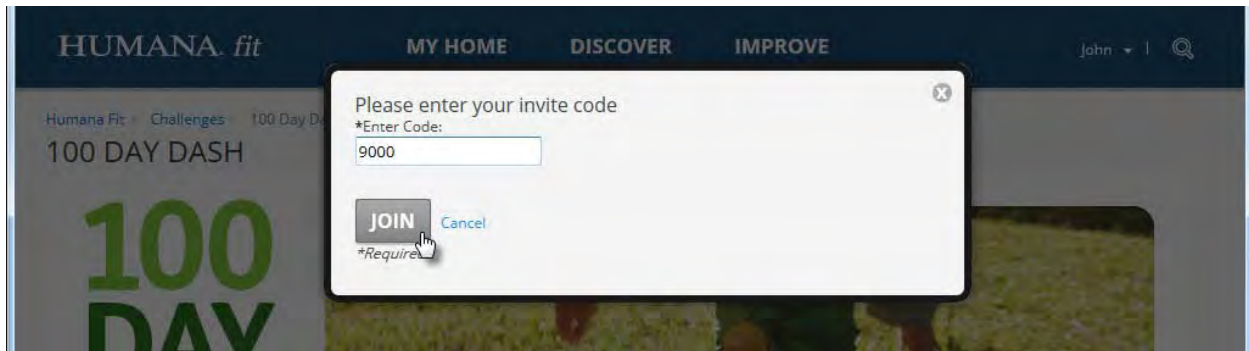 HUMANA. fit MY HOME DISCOVER IMPROVE John
Humana Fit Challenges 100 Day
100 DAY DASH
Please enter your invite code
*Enter Code:
9000
JOIN Cancel
*Require
100
DAY